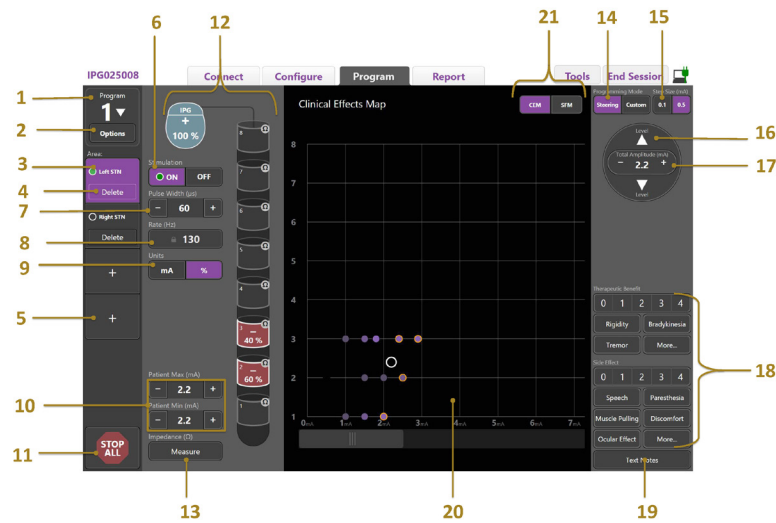 6
12
21
14
15
IPG025008
Connect
Configure
Program
Report
Tools
End Session
1
Program
1
2
Options
Area:
3
Left STN
4
Delete
Right STN
Delete
+
5
+
11
STOP
ALL
IPG
+
100 %
Stimulation
ON OFF
7
Pulse Width (µs)
− 60 +
8
Rate (Hz)
130
9
Units
mA %
10
Patient Max (mA)
− 2.2 +
Patient Min (mA)
− 2.2 +
Impedance (Ω)
Measure
13
8
7
6
5
4
3
−
40 %
2
−
60 %
1
Clinical Effects Map
CEM SFM
8
7
6
5
4
3
2
1
0mA 1mA 2mA 3mA 4mA 5mA 6mA 7mA
20
Programming Mode Step Size (mA)
Steering Custom 0.1 0.5
Level
16
Total Amplitude (mA)
− 2.2 +
17
Level
Therapeutic Benefit
0 1 2 3 4
Rigidity Bradykinesia
Tremor More...
Side Effect
18
0 1 2 3 4
Speech Paresthesia
Muscle Pulling Discomfort
Ocular Effect More...
Text Notes
19